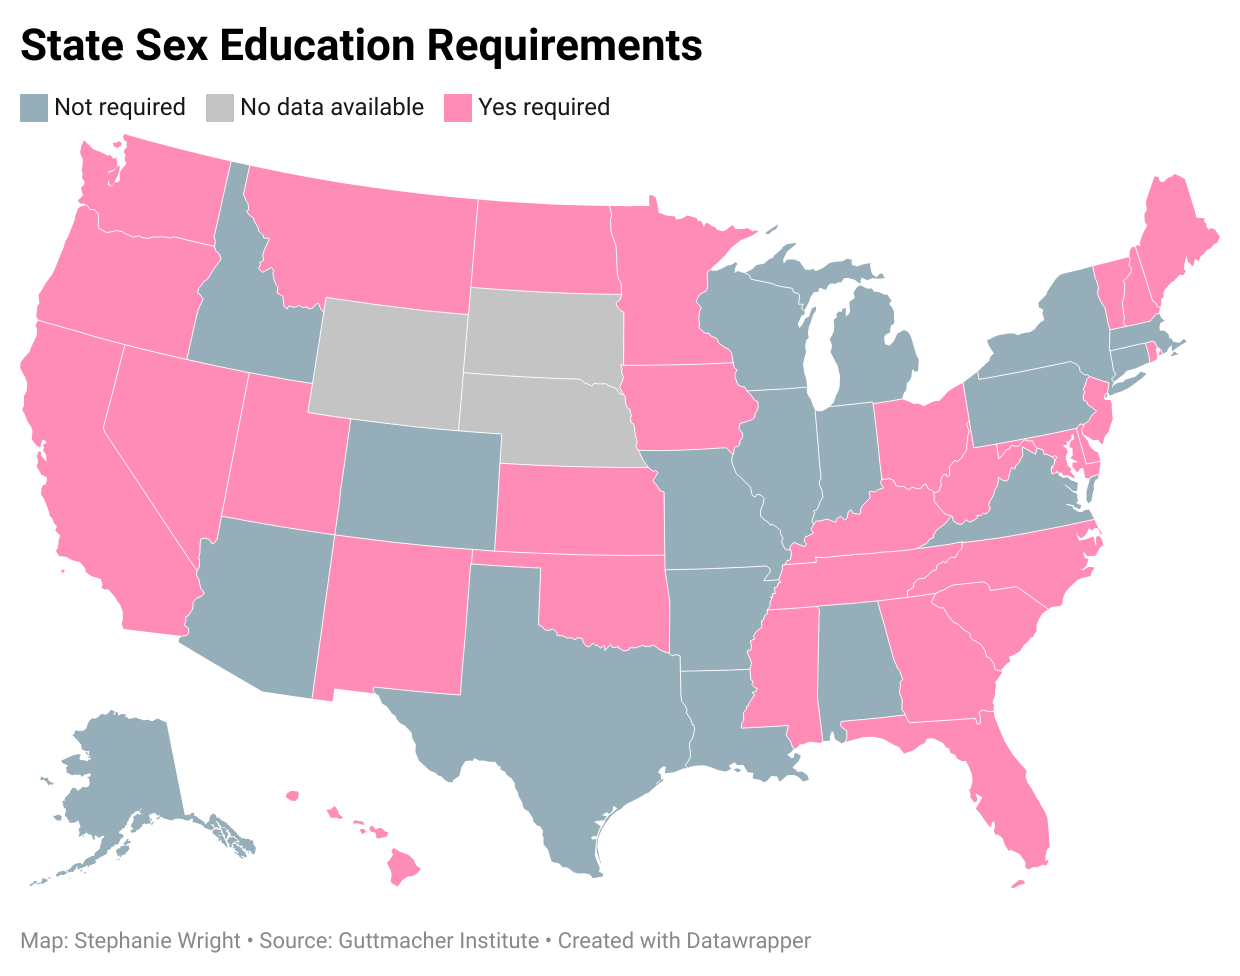 State Sex Education Requirements
Not required No data available Yes required
Map: Stephanie Wright • Source: Guttmacher Institute • Created with Datawrapper